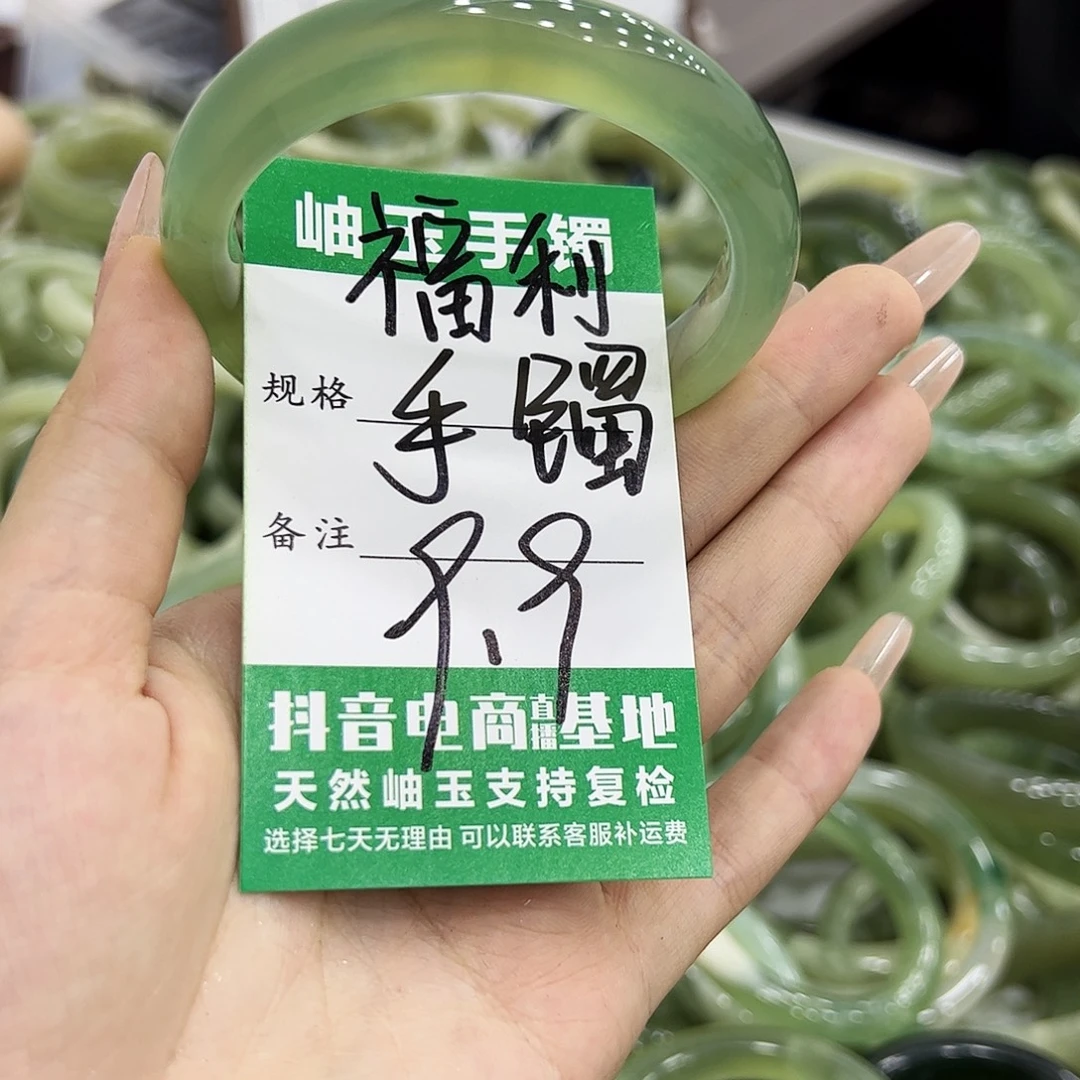 岫玉手镯
福利
规格
手镯
备注
9.9
抖音电商直播基地
天然岫玉支持复检
选择七天无理由 可以联系客服补运费